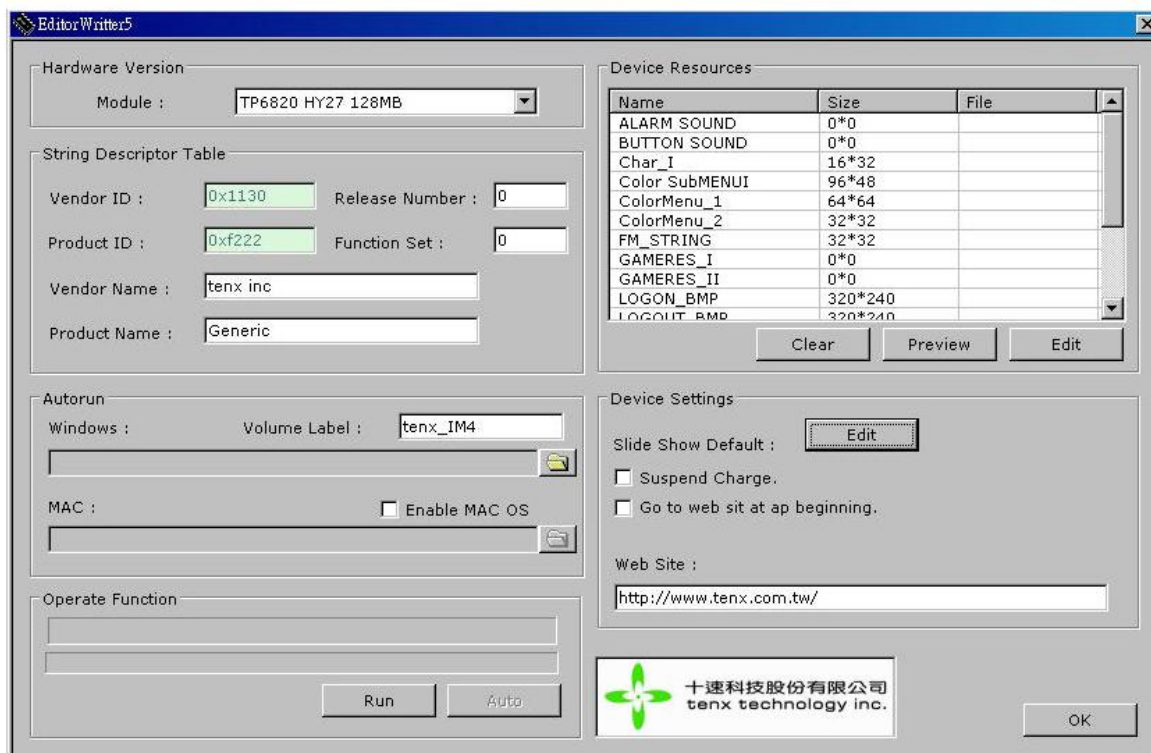 EditorWritter5
Hardware Version
Module : TP6820 HY27 128MB
String Descriptor Table
Vendor ID : 0x1130 Release Number : 0
Product ID : 0xf222 Function Set : 0
Vendor Name : tenx inc
Product Name : Generic
Autorun
Windows : Volume Label : tenx_IM4
MAC : Enable MAC OS
Operate Function
Run Auto
Device Resources
Name Size File
ALARM SOUND 0*0
BUTTON SOUND 0*0
Char_I 16*32
Color SubMENUI 96*48
ColorMenu_1 64*64
ColorMenu_2 32*32
FM_STRING 32*32
GAMERES_I 0*0
GAMERES_II 0*0
LOGON_BMP 320*240
LOGOUT_BMP 320*240
Clear Preview Edit
Device Settings
Slide Show Default : Edit
Suspend Charge.
Go to web sit at ap beginning.
Web Site :
http://www.tenx.com.tw/
十速科技股份有限公司
tenx technology inc.
OK